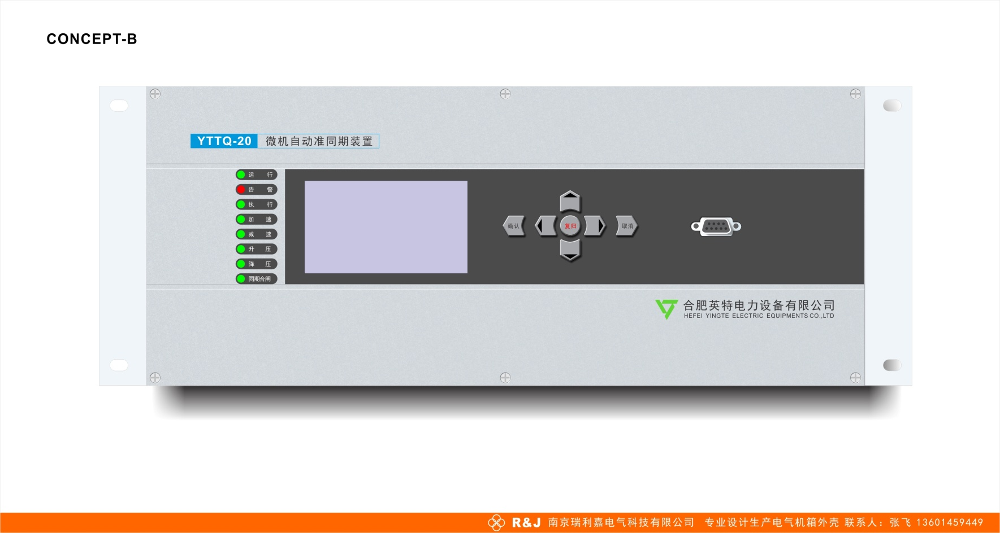 CONCEPT-B
YTTQ-20 微机自动准同期装置
运 行
告 警
执 行
加 速
减 速
升 压
降 压
同期合闸
确认 复归 取消
合肥英特电力设备有限公司
HEFEI YINGTE ELECTRIC EQUIPMENTS CO.,LTD
R&J 南京瑞利嘉电气科技有限公司 专业设计生产电气机箱外壳 联系人：张飞 13601459449